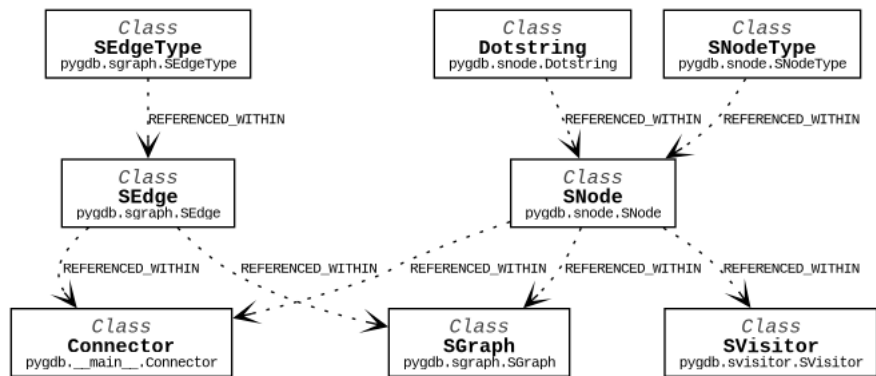 Class
SEdgeType
pygdb.sgraph.SEdgeType
Class
Dotstring
pygdb.snode.Dotstring
Class
SNodeType
pygdb.snode.SNodeType
REFERENCED_WITHIN
REFERENCED_WITHIN
REFERENCED_WITHIN
Class
SEdge
pygdb.sgraph.SEdge
Class
SNode
pygdb.snode.SNode
REFERENCED_WITHIN
REFERENCED_WITHIN
REFERENCED_WITHIN
REFERENCED_WITHIN
REFERENCED_WITHIN
Class
Connector
pygdb.__main__.Connector
Class
SGraph
pygdb.sgraph.SGraph
Class
SVisitor
pygdb.svisitor.SVisitor